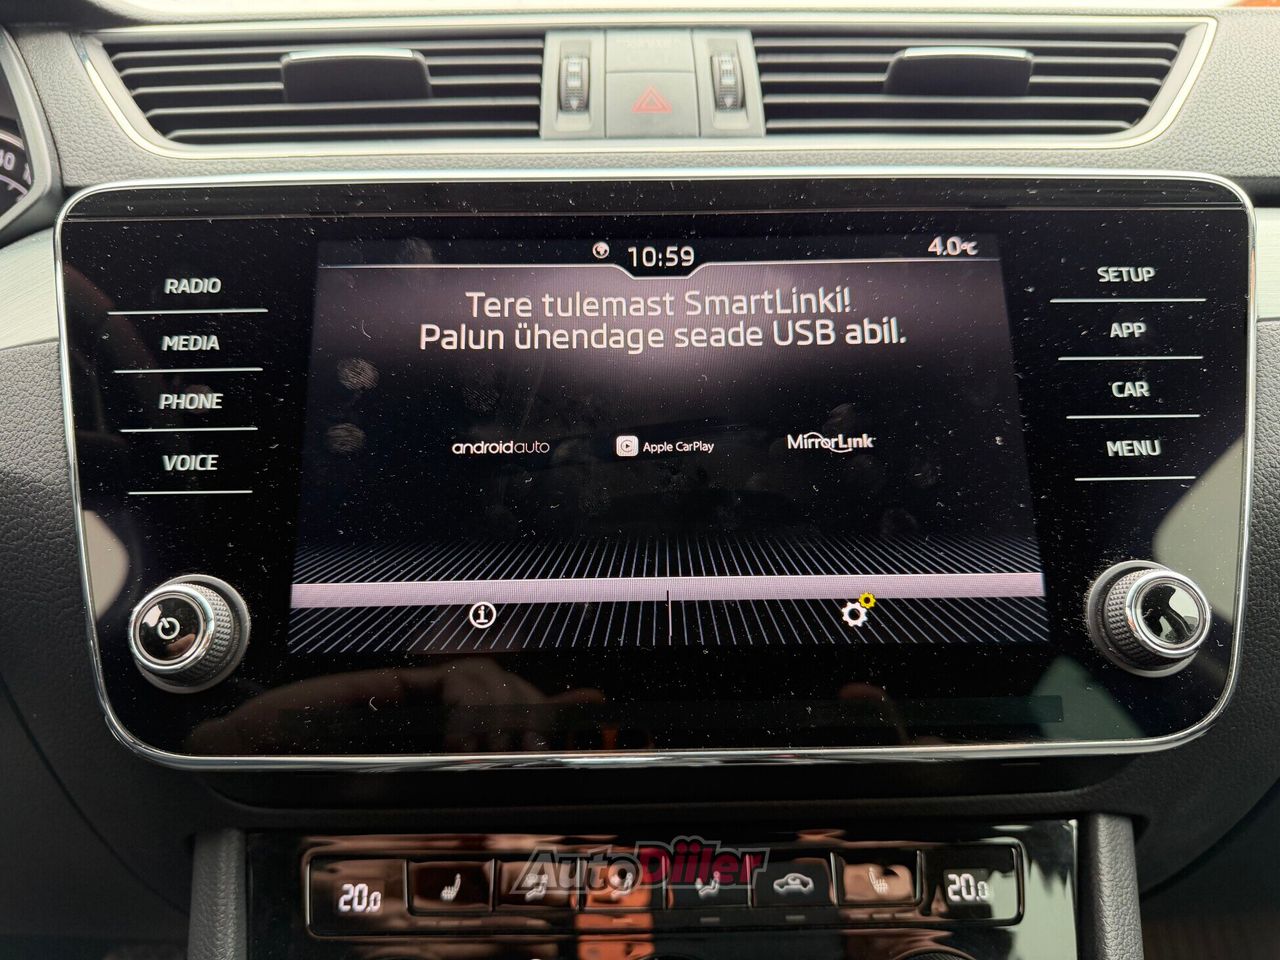 40
10:59
4.0°C
Tere tulemast SmartLinki!
Palun ühendage seade USB abil.
androidauto
Apple CarPlay
MirrorLink
RADIO
MEDIA
PHONE
VOICE
SETUP
APP
CAR
MENU
20.0
20.0
AutoDiiler